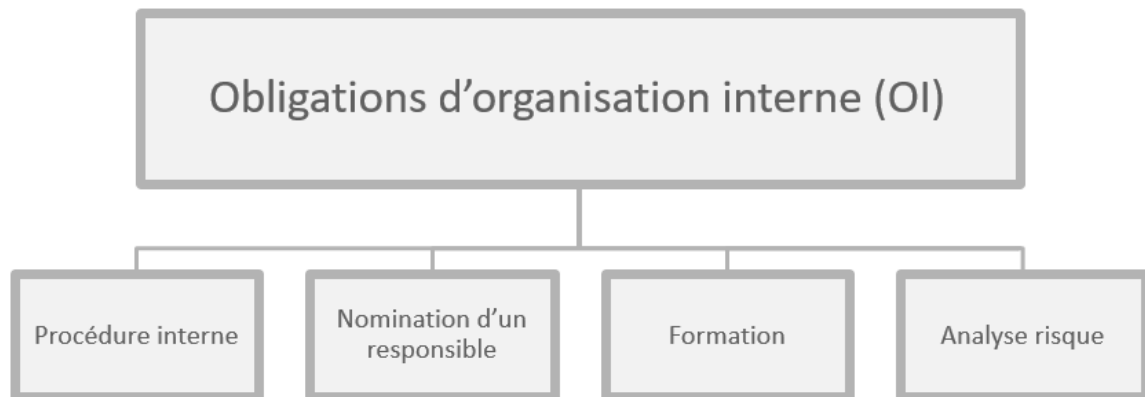 Obligations d’organisation interne (OI)
Procédure interne
Nomination d’un
responsible
Formation
Analyse risque